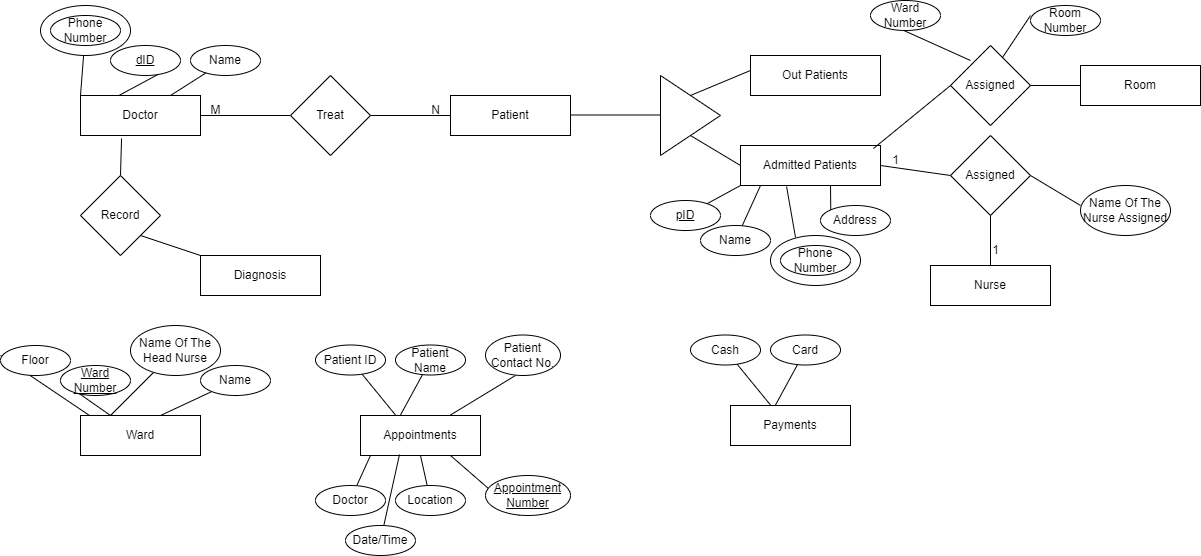 Phone
Number
dID
Name
Doctor
M
Treat
N
Patient
Out Patients
Admitted Patients
Ward
Number
Room
Number
Assigned
Room
1
Assigned
Name Of The
Nurse Assigned
1
Nurse
pID
Name
Phone
Number
Address
Record
Diagnosis
Floor
Ward
Number
Name Of The
Head Nurse
Name
Ward
Patient ID
Patient
Name
Patient
Contact No.
Appointments
Doctor
Date/Time
Location
Appointment
Number
Cash
Card
Payments